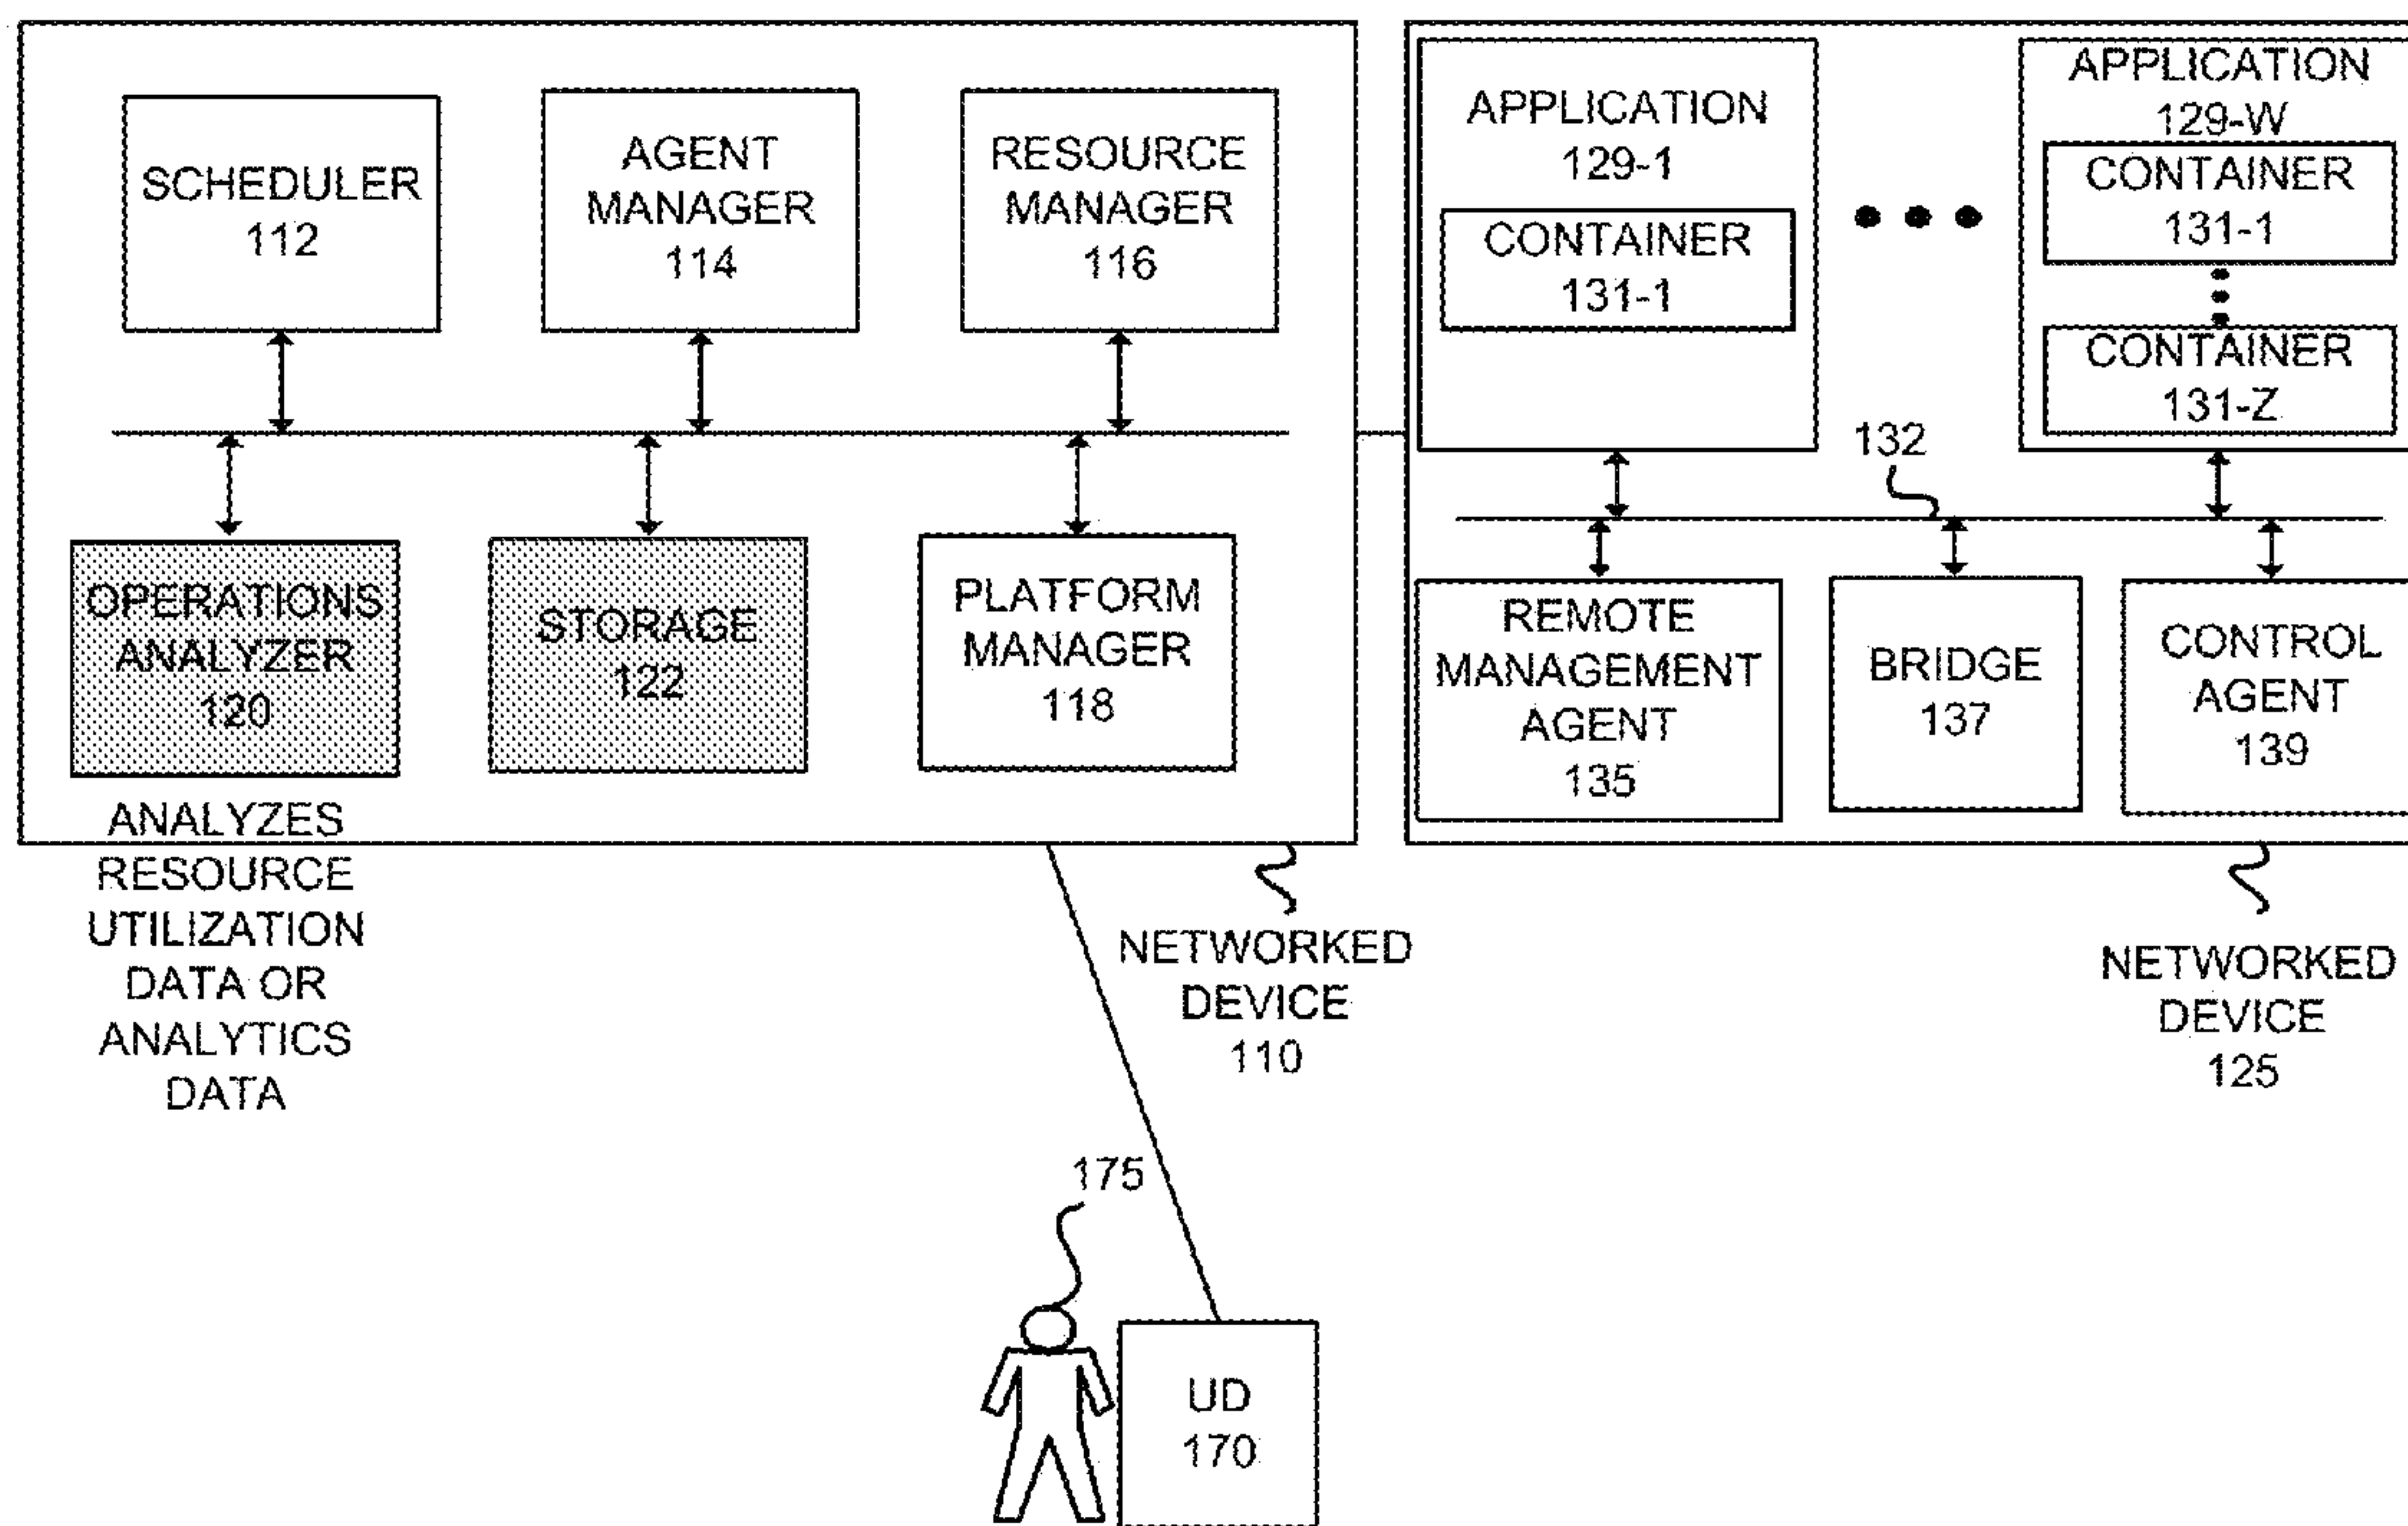 SCHEDULER
112
AGENT
MANAGER
114
RESOURCE
MANAGER
116
OPERATIONS
ANALYZER
120
STORAGE
122
PLATFORM
MANAGER
118
ANALYZES
RESOURCE
UTILIZATION
DATA OR
ANALYTICS
DATA
NETWORKED
DEVICE
110
APPLICATION
129-1
CONTAINER
131-1
APPLICATION
129-W
CONTAINER
131-1
CONTAINER
131-Z
132
REMOTE
MANAGEMENT
AGENT
135
BRIDGE
137
CONTROL
AGENT
139
NETWORKED
DEVICE
125
175
UD
170